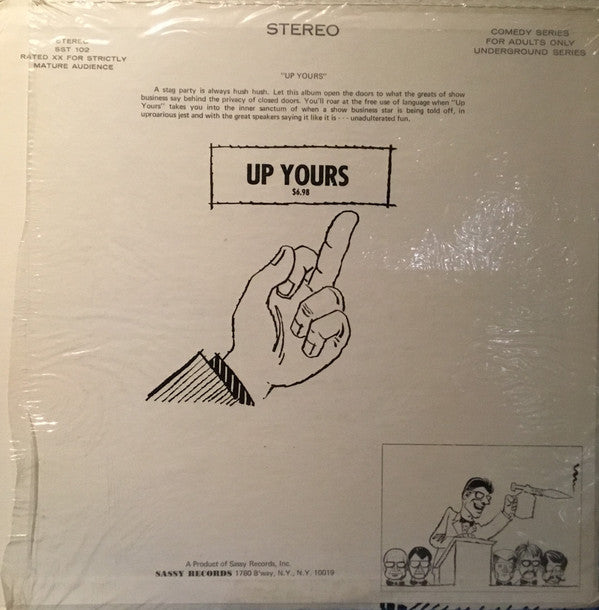 STEREO
STEREO
SST 102
RATED XX FOR STRICTLY
MATURE AUDIENCE
COMEDY SERIES
FOR ADULTS ONLY
UNDERGROUND SERIES
"UP YOURS"
A stag party is always hush hush. Let this album open the doors to what the greats of show
business say behind the privacy of closed doors. You'll roar at the free use of language when "Up
Yours" takes you into the inner sanctum of when a show business star is being told off, in
uproarious jest and with the great speakers saying it like it is - - - unadulterated fun.
UP YOURS
$6.98
A Product of Sassy Records, Inc.
SASSY RECORDS 1780 B'way, N.Y., N.Y. 10019